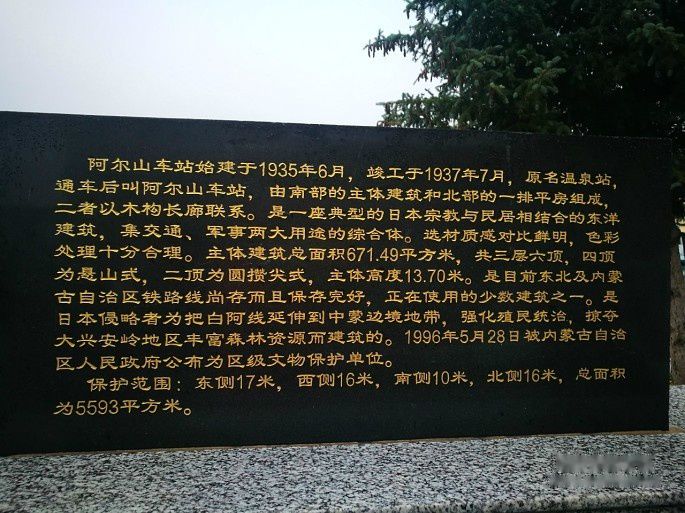 阿尔山车站始建于1935年6月，竣工于1937年7月，原名温泉站，
通车后叫阿尔山车站，由南部的主体建筑和北部的一排平房组成，
二者以木构长廊联系。是一座典型的日本宗教与民居相结合的东洋
建筑，集交通、军事两大用途的综合体。选材质感对比鲜明，色彩
处理十分合理。主体建筑总面积671.49平方米，共三层六顶，四顶
为悬山式，二顶为圆攒尖式，主体高度13.70米。是目前东北及内蒙
古自治区铁路线尚存而且保存完好，正在使用的少数建筑之一。是
日本侵略者为把白阿线延伸到中蒙边境地带，强化殖民统治，掠夺
大兴安岭地区丰富森林资源而建筑的。1996年5月28日被内蒙古自治
区人民政府公布为区级文物保护单位。
保护范围：东侧17米，西侧16米，南侧10米，北侧16米，总面积
为5593平方米。